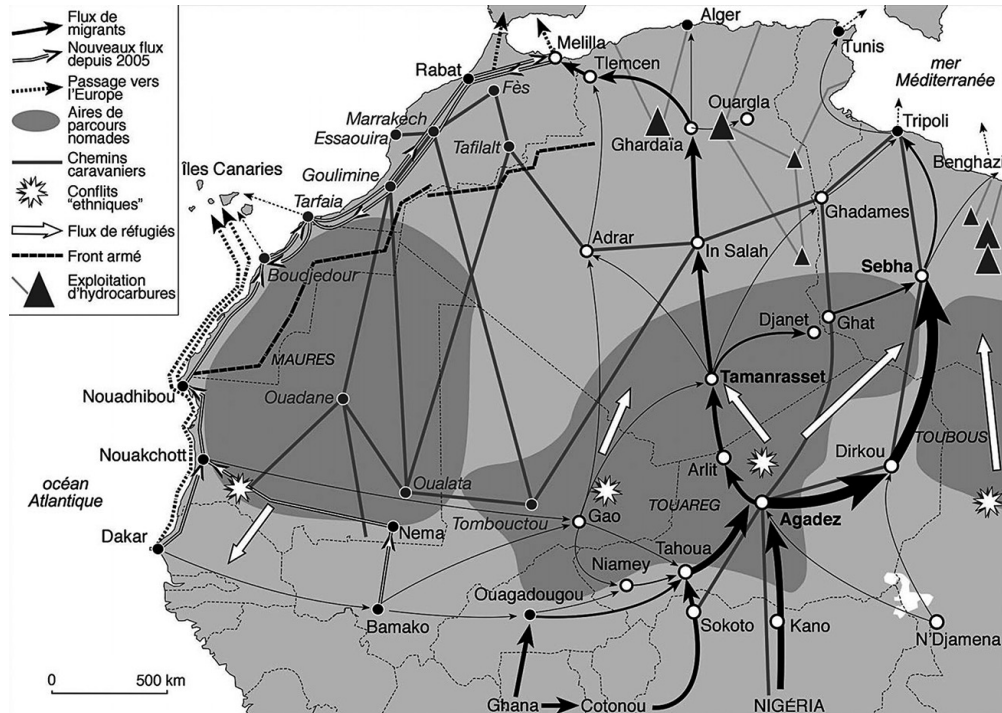 Flux de
migrants
Nouveaux flux
depuis 2005
Passage vers
l'Europe
Aires de
parcours
nomades
Chemins
caravaniers
Conflits
"ethniques"
Flux de réfugiés
Front armé
Exploitation
d'hydrocarbures
Alger
Tunis
Melilla
Tlemcen
mer
Méditerranée
Rabat
Fès
Ouargla
Marrakech
Essaouira
Tafilalt
Ghardaïa
Tripoli
Benghazi
îles Canaries
Goulimine
Tarfaia
Ghadames
Adrar
In Salah
Boudjedour
Sebha
Djanet
Ghat
MAURES
Tamanrasset
Nouadhibou
Ouadane
TOUBOUS
Nouakchott
Arlit
Dirkou
océan
Atlantique
Oualata
TOUAREG
Tombouctou
Gao
Agadez
Dakar
Nema
Tahoua
Niamey
Ouagadougou
Bamako
Sokoto
Kano
N'Djamena
0 500 km
Ghana
Cotonou
NIGÉRIA